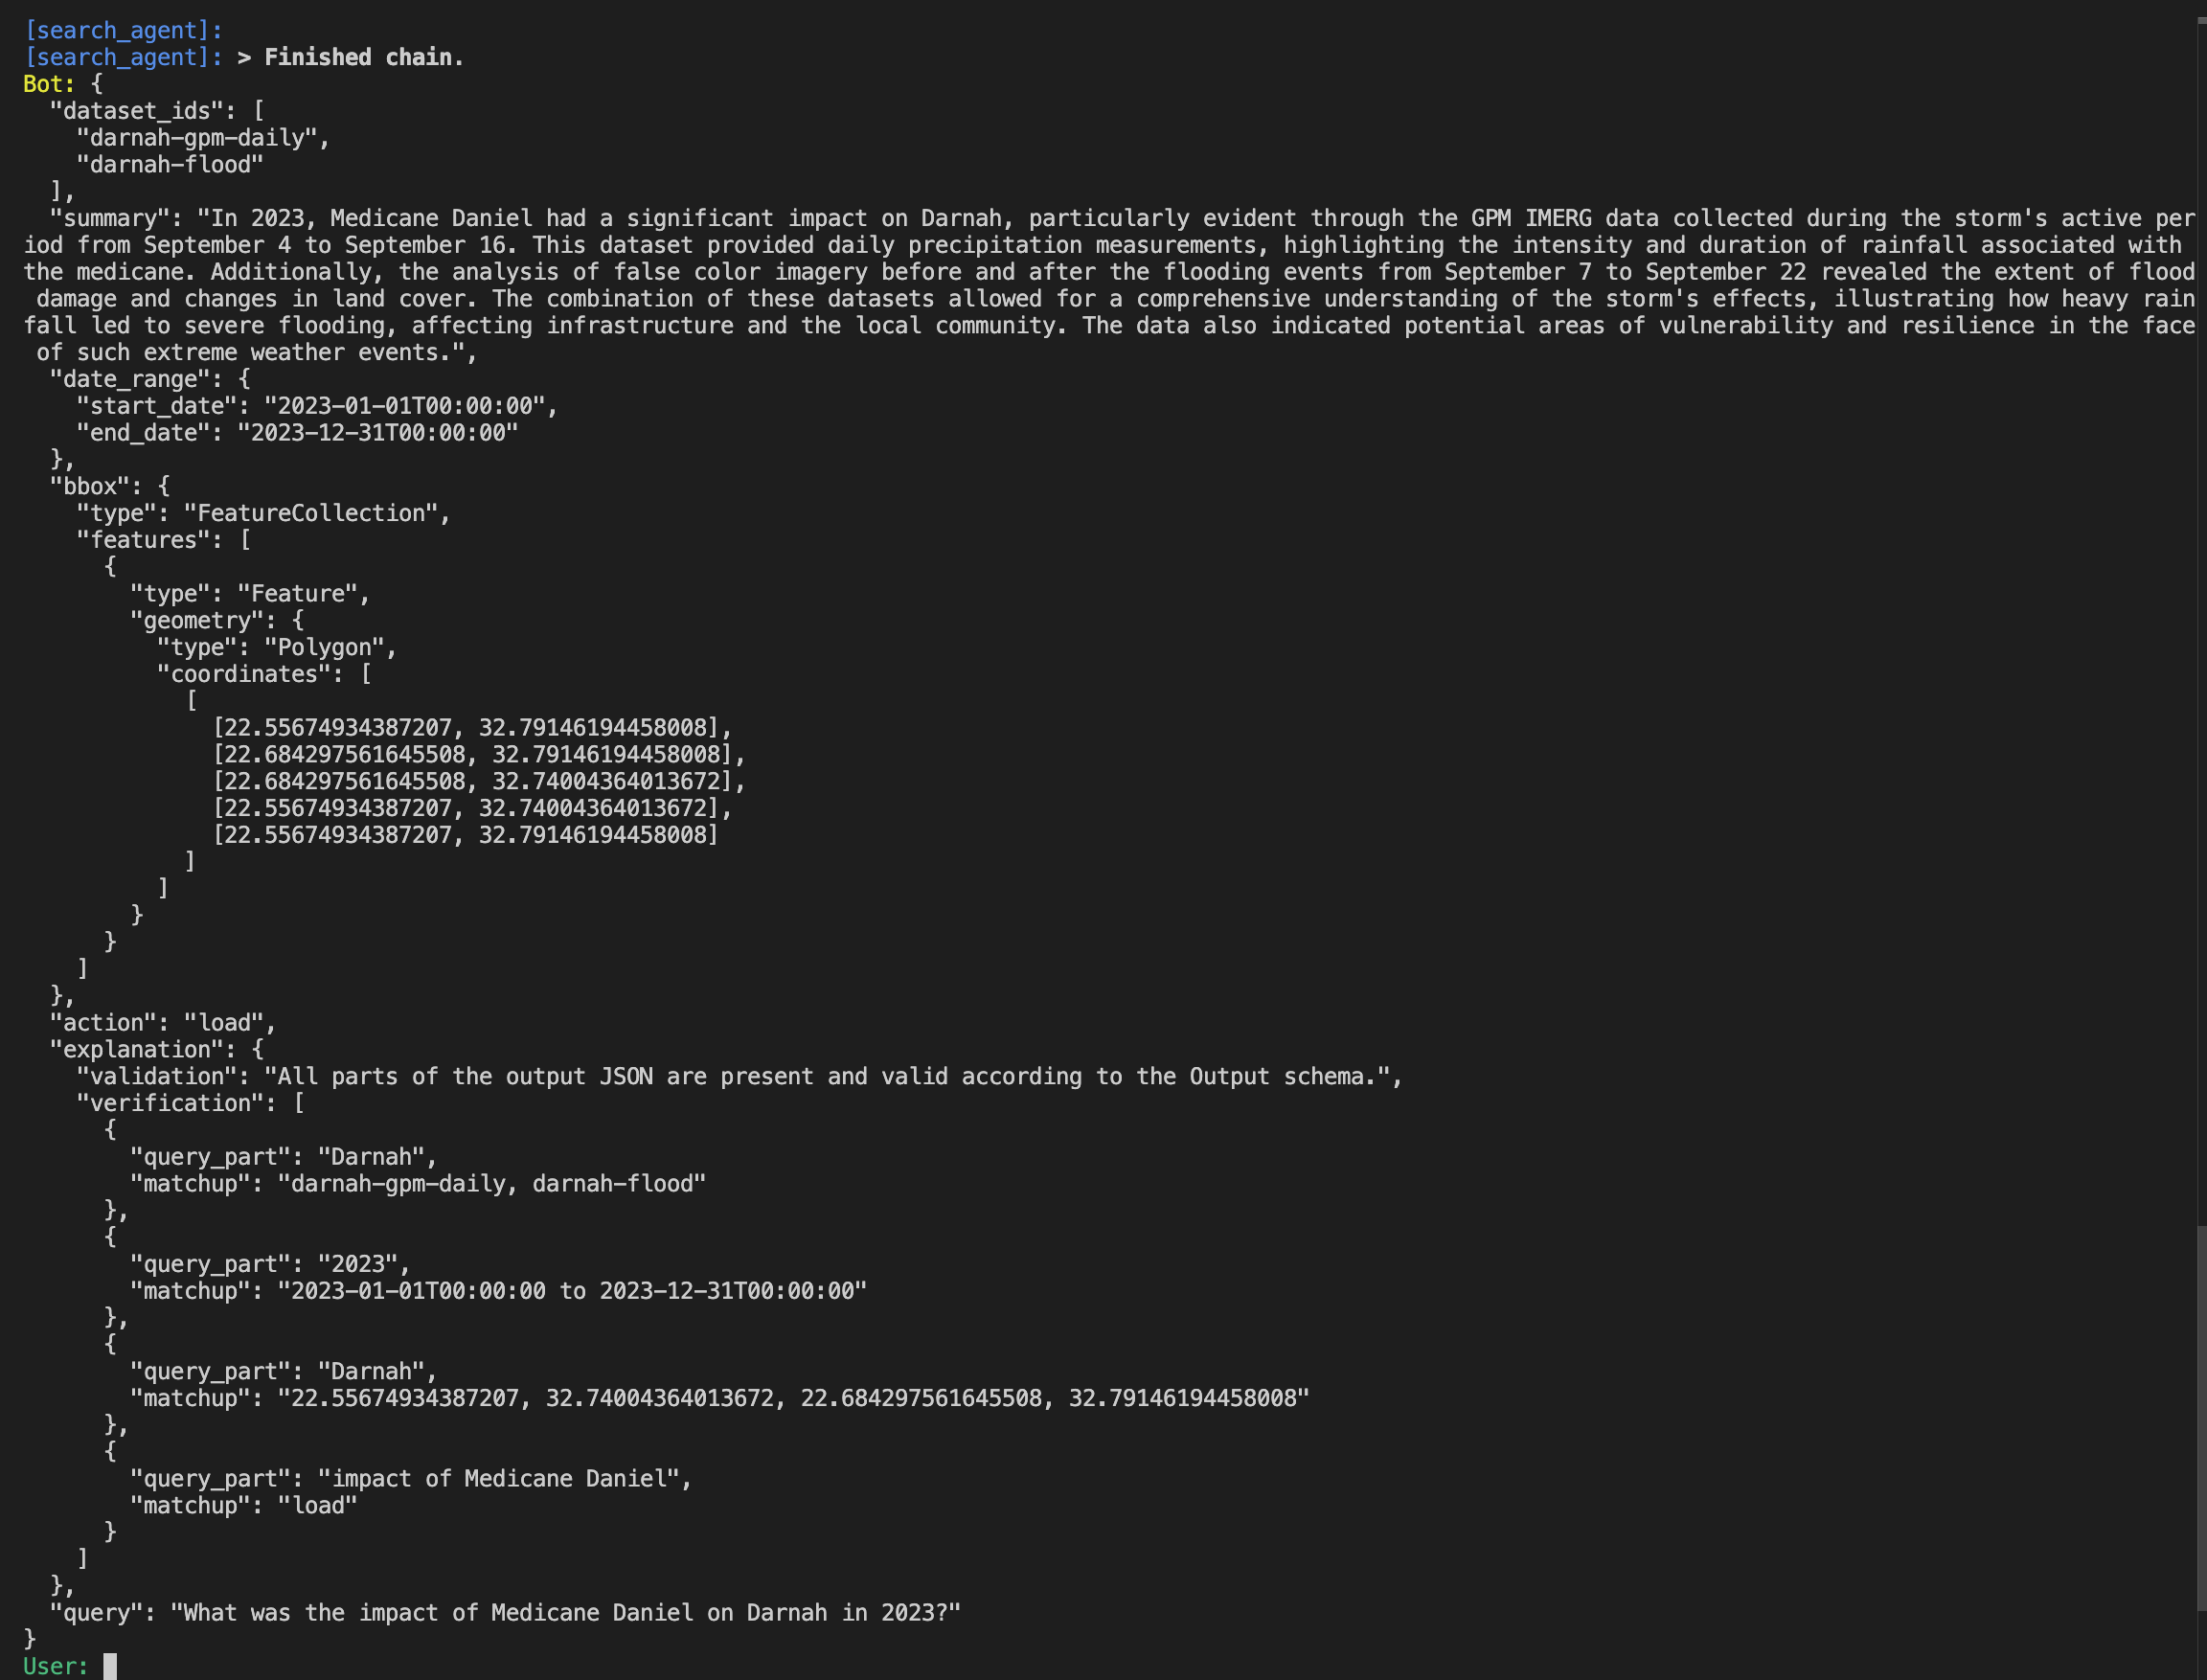 [search_agent]:
[search_agent]: > Finished chain.
Bot: {
  "dataset_ids": [
    "darnah-gpm-daily",
    "darnah-flood"
  ],
  "summary": "In 2023, Medicane Daniel had a significant impact on Darnah, particularly evident through the GPM IMERG data collected during the storm's active per
iod from September 4 to September 16. This dataset provided daily precipitation measurements, highlighting the intensity and duration of rainfall associated with 
the medicane. Additionally, the analysis of false color imagery before and after the flooding events from September 7 to September 22 revealed the extent of flood
 damage and changes in land cover. The combination of these datasets allowed for a comprehensive understanding of the storm's effects, illustrating how heavy rain
fall led to severe flooding, affecting infrastructure and the local community. The data also indicated potential areas of vulnerability and resilience in the face
 of such extreme weather events.",
  "date_range": {
    "start_date": "2023-01-01T00:00:00",
    "end_date": "2023-12-31T00:00:00"
  },
  "bbox": {
    "type": "FeatureCollection",
    "features": [
      {
        "type": "Feature",
        "geometry": {
          "type": "Polygon",
          "coordinates": [
            [
              [22.55674934387207, 32.79146194458008],
              [22.684297561645508, 32.79146194458008],
              [22.684297561645508, 32.74004364013672],
              [22.55674934387207, 32.74004364013672],
              [22.55674934387207, 32.79146194458008]
            ]
          ]
        }
      }
    ]
  },
  "action": "load",
  "explanation": {
    "validation": "All parts of the output JSON are present and valid according to the Output schema.",
    "verification": [
      {
        "query_part": "Darnah",
        "matchup": "darnah-gpm-daily, darnah-flood"
      },
      {
        "query_part": "2023",
        "matchup": "2023-01-01T00:00:00 to 2023-12-31T00:00:00"
      },
      {
        "query_part": "Darnah",
        "matchup": "22.55674934387207, 32.74004364013672, 22.684297561645508, 32.79146194458008"
      },
      {
        "query_part": "impact of Medicane Daniel",
        "matchup": "load"
      }
    ]
  },
  "query": "What was the impact of Medicane Daniel on Darnah in 2023?"
}
User: